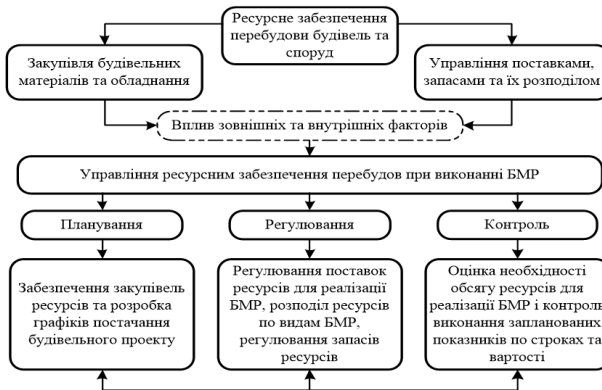 Ресурсне забезпечення
перебудови будівель та
споруд
Закупівля будівельних
матеріалів та обладнання
Управління поставками,
запасами та їх розподілом
Вплив зовнішніх та внутрішніх факторів
Управління ресурсним забезпечення перебудов при виконанні БМР
Планування
Регулювання
Контроль
Забезпечення закупівель
ресурсів та розробка
графіків постачання
будівельного проекту
Регулювання поставок
ресурсів для реалізації
БМР, розподіл ресурсів
по видам БМР,
регулювання запасів
ресурсів
Оцінка необхідності
обсягу ресурсів для
реалізації БМР і контроль
виконання запланованих
показників по строках та
вартості